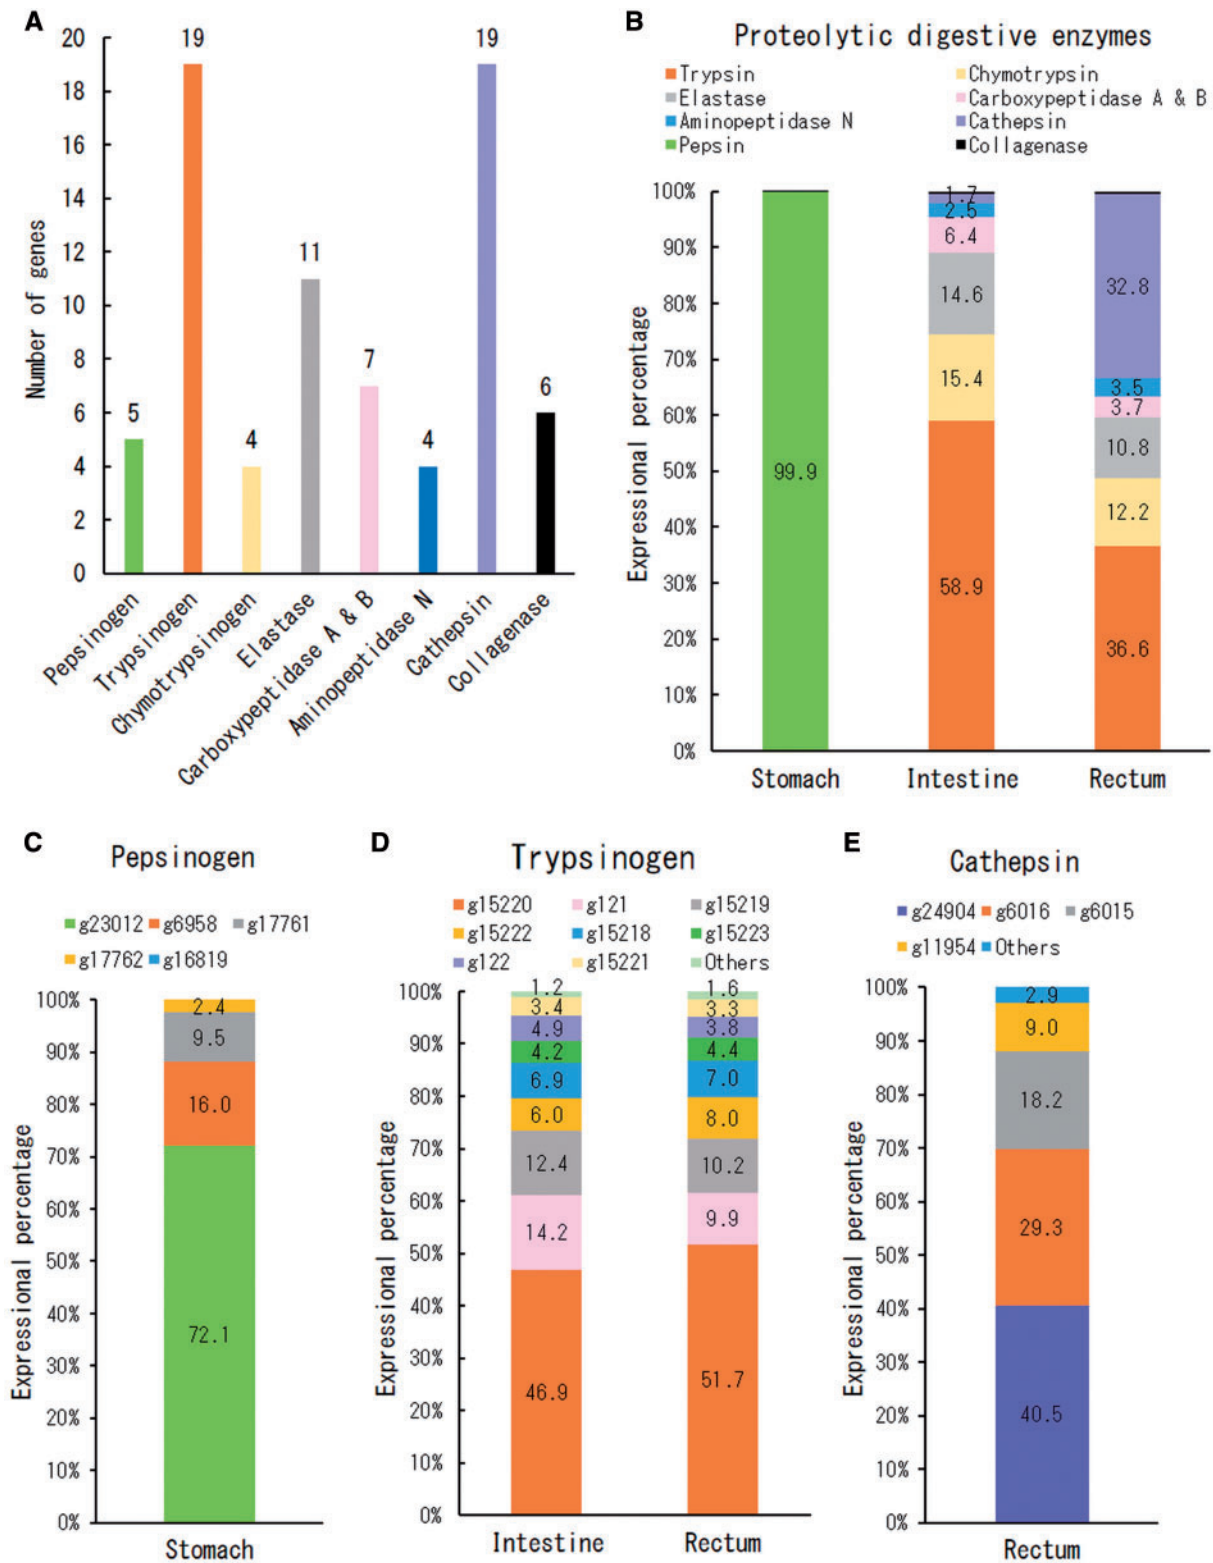 A
20
18
16
14
12
10
8
6
4
2
0
Number of genes
5
19
4
11
7
4
19
6
Pepsinogen
Trypsinogen
Chymotrypsinogen
Elastase
Carboxypeptidase A & B
Aminopeptidase N
Cathepsin
Collagenase
B
Proteolytic digestive enzymes
Trypsin
Chymotrypsin
Elastase
Carboxypeptidase A & B
Aminopeptidase N
Cathepsin
Pepsin
Collagenase
100%
90%
80%
70%
60%
50%
40%
30%
20%
10%
0%
Expressional percentage
99.9
1.7
2.5
6.4
14.6
15.4
58.9
32.8
3.5
3.7
10.8
12.2
36.6
Stomach
Intestine
Rectum
C
Pepsinogen
g23012
g6958
g17761
g17762
g16819
100%
90%
80%
70%
60%
50%
40%
30%
20%
10%
0%
Expressional percentage
2.4
9.5
16.0
72.1
Stomach
D
Trypsinogen
g15220
g121
g15219
g15222
g15218
g15223
g122
g15221
Others
100%
90%
80%
70%
60%
50%
40%
30%
20%
10%
0%
Expressional percentage
1.2
3.4
4.9
4.2
6.9
6.0
12.4
14.2
46.9
1.6
3.3
3.8
4.4
7.0
8.0
10.2
9.9
51.7
Intestine
Rectum
E
Cathepsin
g24904
g6016
g6015
g11954
Others
100%
90%
80%
70%
60%
50%
40%
30%
20%
10%
0%
Expressional percentage
2.9
9.0
18.2
29.3
40.5
Rectum